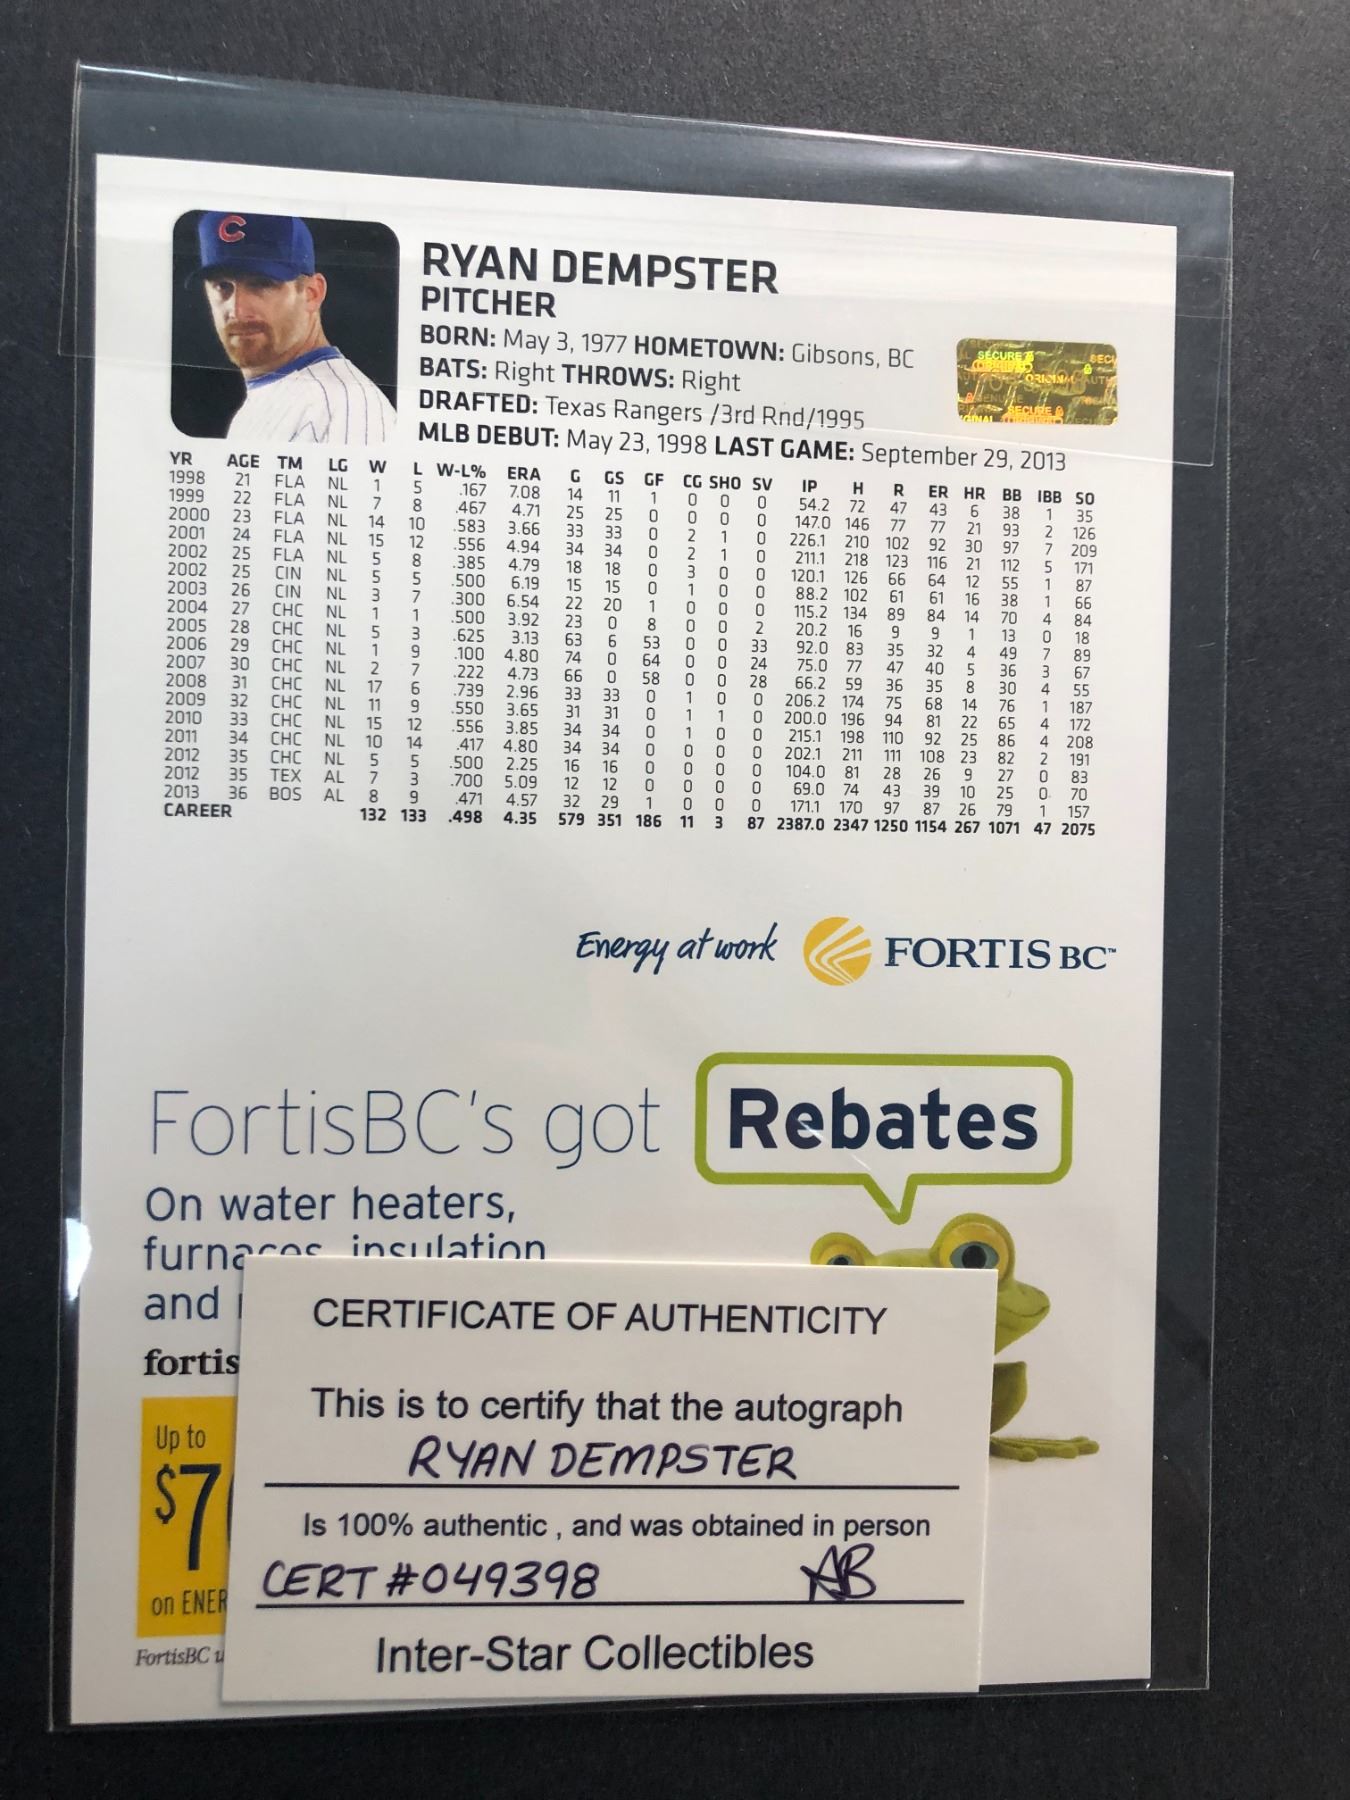 C
RYAN DEMPSTER
PITCHER
BORN: May 3, 1977 HOMETOWN: Gibsons, BC
BATS: Right THROWS: Right
DRAFTED: Texas Rangers /3rd Rnd/1995
MLB DEBUT: May 23, 1998 LAST GAME: September 29, 2013
SECURE
ORIGINAL
SECURE
YR AGE TM LG W L W-L% ERA G GS GF CG SHO SV IP H R ER HR BB IBB SO
1998 21 FLA NL 1 5 .167 7.08 14 11 1 0 0 0 54.2 72 47 43 6 38 1 35
1999 22 FLA NL 7 8 .467 4.71 25 25 0 0 0 0 147.0 146 77 77 21 93 2 126
2000 23 FLA NL 14 10 .583 3.66 33 33 0 2 1 0 226.1 210 102 92 30 97 7 209
2001 24 FLA NL 15 12 .556 4.94 34 34 0 2 1 0 211.1 218 123 116 21 112 5 171
2002 25 FLA NL 5 8 .385 4.79 18 18 0 3 0 0 120.1 126 66 64 12 55 1 87
2002 25 CIN NL 5 5 .500 6.19 15 15 0 1 0 0 88.2 102 61 61 16 38 1 66
2003 26 CIN NL 3 7 .300 6.54 22 20 1 0 0 0 115.2 134 89 84 14 70 4 84
2004 27 CHC NL 1 1 .500 3.92 23 0 8 0 0 2 20.2 16 9 9 1 13 0 18
2005 28 CHC NL 5 3 .625 3.13 63 6 53 0 0 33 92.0 83 35 32 4 49 7 89
2006 29 CHC NL 1 9 .100 4.80 74 0 64 0 0 24 75.0 77 47 40 5 36 3 67
2007 30 CHC NL 2 7 .222 4.73 66 0 58 0 0 28 66.2 59 36 35 8 30 4 55
2008 31 CHC NL 17 6 .739 2.96 33 33 0 1 0 0 206.2 174 75 68 14 76 1 187
2009 32 CHC NL 11 9 .550 3.65 31 31 0 1 1 0 200.0 196 94 81 22 65 4 172
2010 33 CHC NL 15 12 .556 3.85 34 34 0 1 0 0 215.1 198 110 92 25 86 4 208
2011 34 CHC NL 10 14 .417 4.80 34 34 0 0 0 0 202.1 211 111 108 23 82 2 191
2012 35 CHC NL 5 5 .500 2.25 16 16 0 0 0 0 104.0 81 28 26 9 27 0 83
2012 35 TEX AL 7 3 .700 5.09 12 12 0 0 0 0 69.0 74 43 39 10 25 0 70
2013 36 BOS AL 8 9 .471 4.57 32 29 1 0 0 0 171.1 170 97 87 26 79 1 157
CAREER 132 133 .498 4.35 579 351 186 11 3 87 2387.0 2347 1250 1154 267 1071 47 2075
Energy at work FORTIS BC™
FortisBC's got Rebates
On water heaters,
furnaces, insulation
and
fortis
Up to
$7
on ENER
FortisBC
CERTIFICATE OF AUTHENTICITY
This is to certify that the autograph
RYAN DEMPSTER
Is 100% authentic , and was obtained in person
CERT #049398 AB
Inter-Star Collectibles